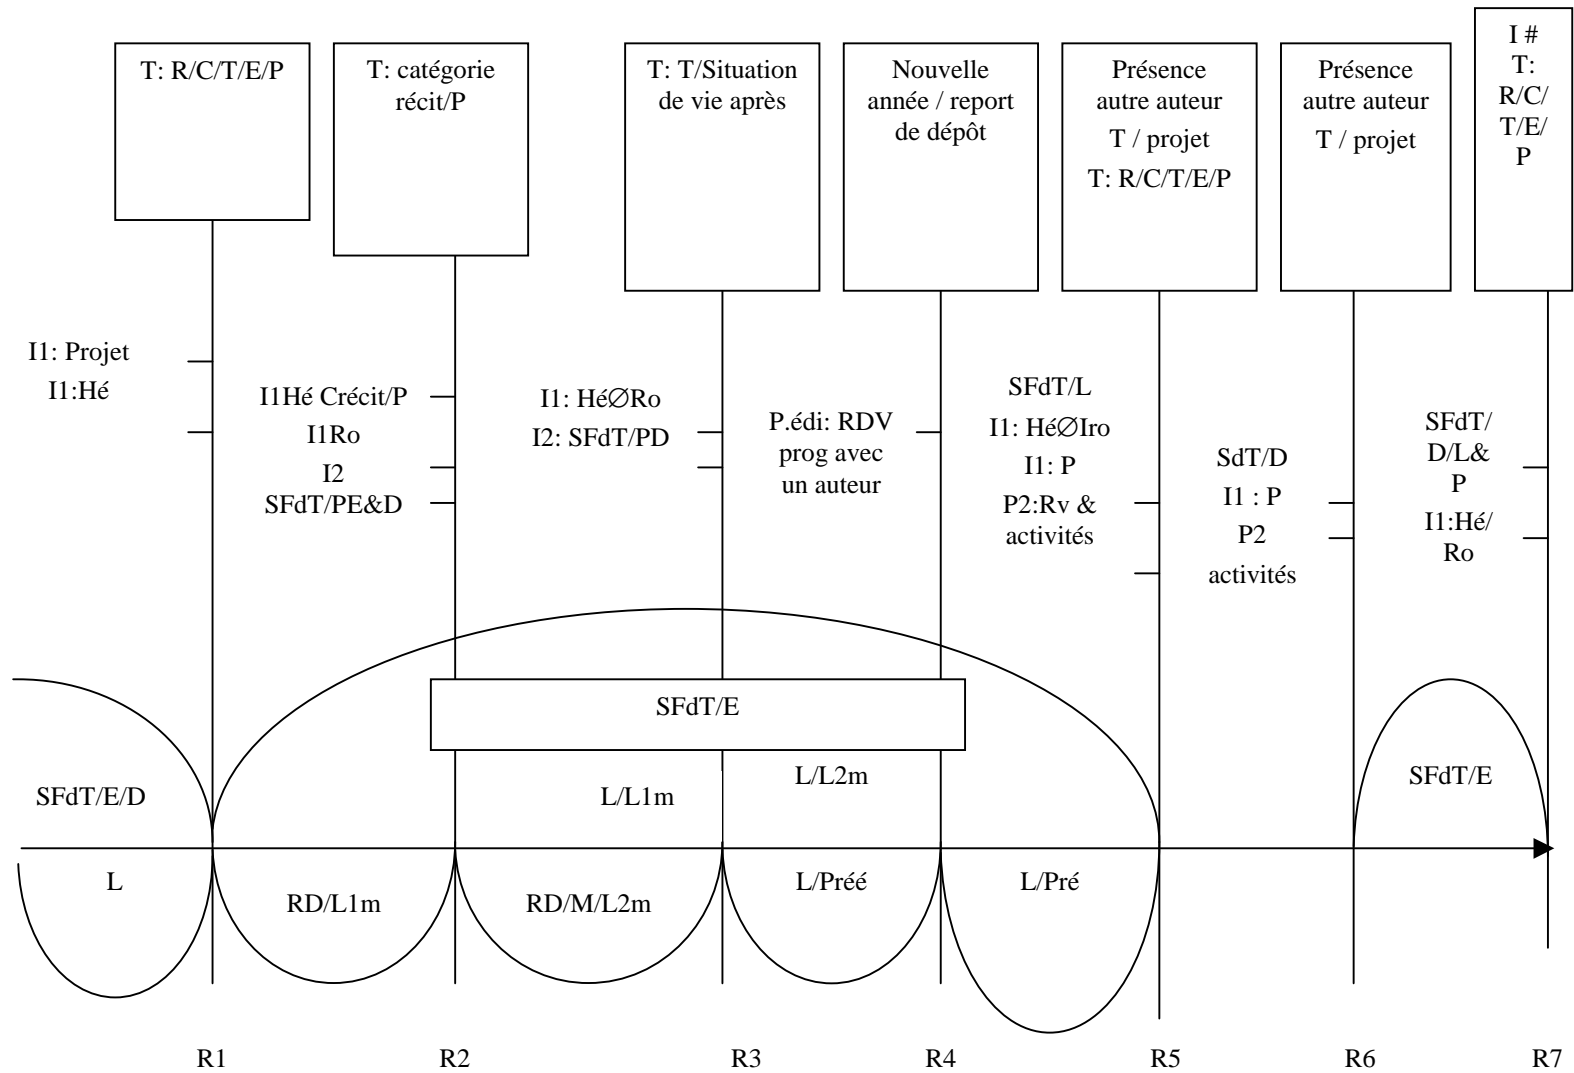 T: R/C/T/E/P
T: catégorie
récit/P
T: T/Situation
de vie après
Nouvelle
année / report
de dépôt
Présence
autre auteur
T / projet
T: R/C/T/E/P
Présence
autre auteur
T / projet
I #
T:
R/C/
T/E/
P
I1: Projet
I1:Hé
I1Hé Crécit/P
I1Ro
I2
SFdT/PE&D
I1: Hé∅Ro
I2: SFdT/PD
P.édi: RDV
prog avec
un auteur
SFdT/L
I1: Hé∅Iro
I1: P
P2:Rv &
activités
SdT/D
I1 : P
P2
activités
SFdT/
D/L&
P
I1:Hé/
Ro
SFdT/E
SFdT/E/D
L/L1m
L/L2m
SFdT/E
L
RD/L1m
RD/M/L2m
L/Préé
L/Pré
R1
R2
R3
R4
R5
R6
R7